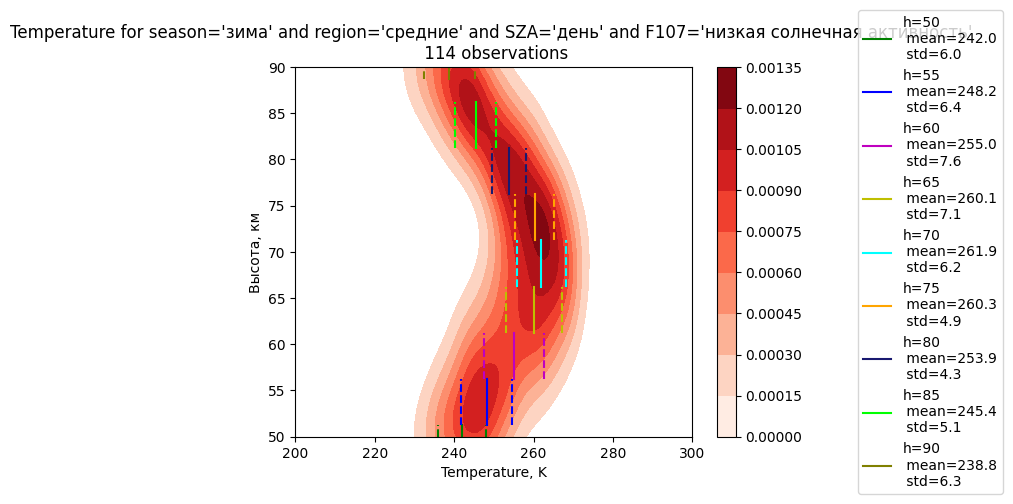 Temperature for season='зима' and region='средние' and SZA='день' and F107='низкая солнечная активность'
114 observations
90
85
80
75
70
65
60
55
50
Высота, км
200
220
240
260
280
300
Temperature, K
0.00135
0.00120
0.00105
0.00090
0.00075
0.00060
0.00045
0.00030
0.00015
0.00000
h=50
mean=242.0
std=6.0
h=55
mean=248.2
std=6.4
h=60
mean=255.0
std=7.6
h=65
mean=260.1
std=7.1
h=70
mean=261.9
std=6.2
h=75
mean=260.3
std=4.9
h=80
mean=253.9
std=4.3
h=85
mean=245.4
std=5.1
h=90
mean=238.8
std=6.3